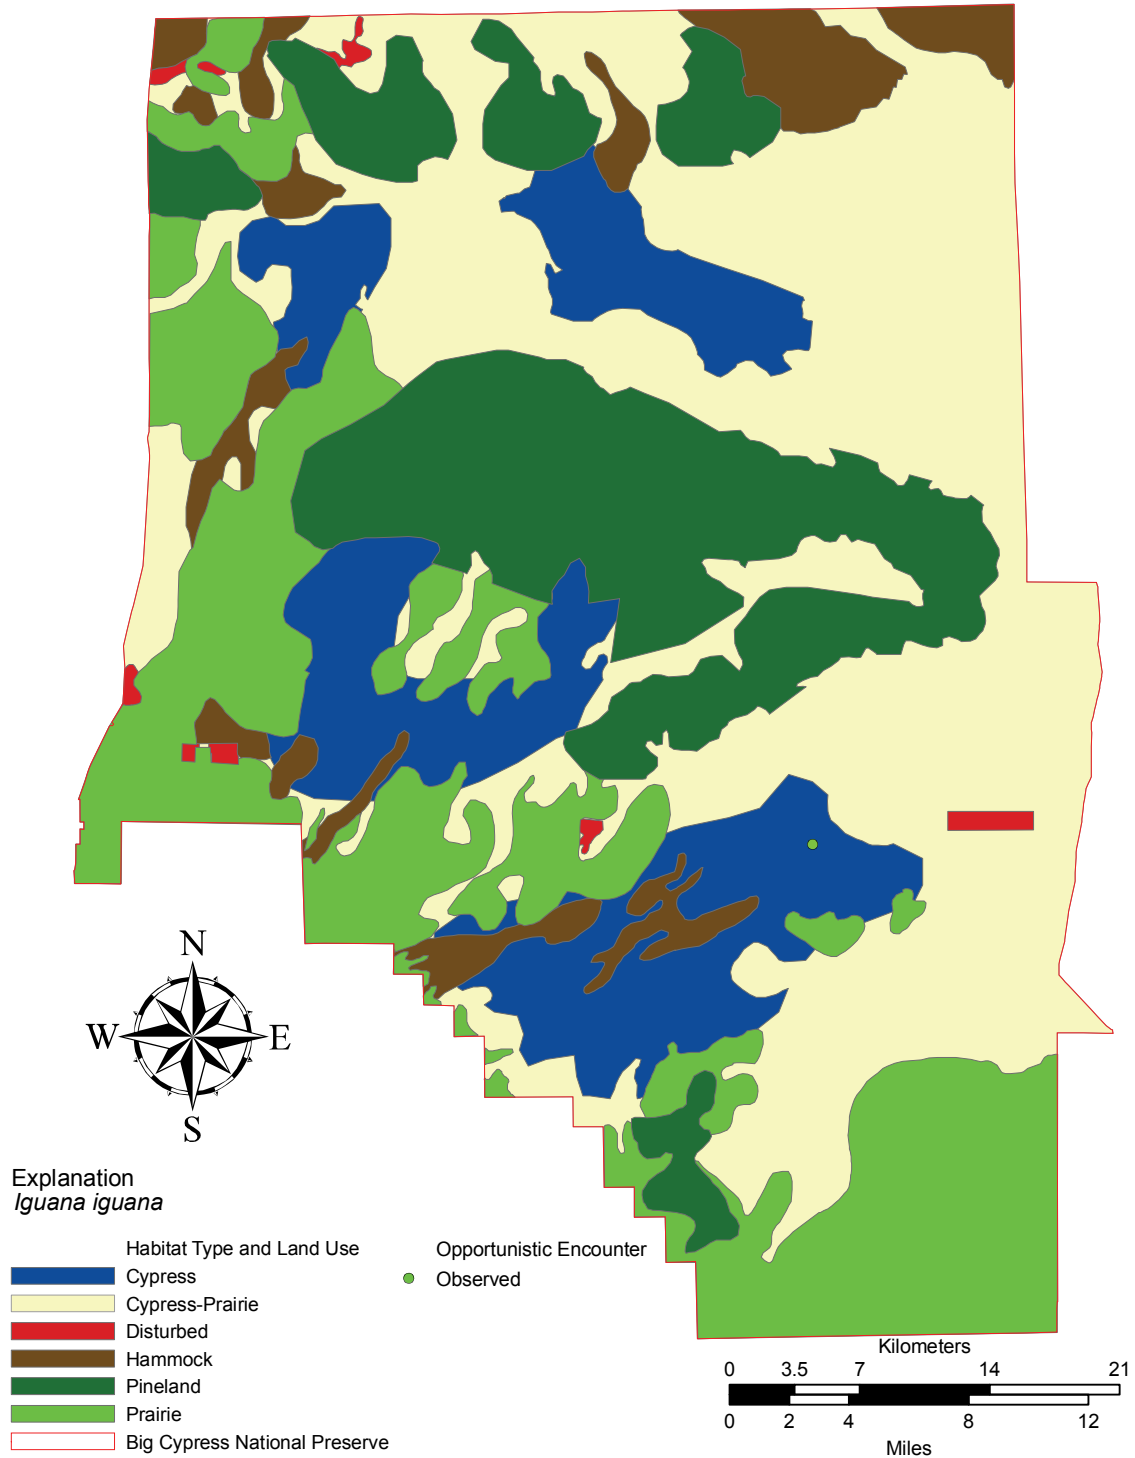 N
W E
S
Explanation
Iguana iguana
Habitat Type and Land Use
Cypress
Cypress-Prairie
Disturbed
Hammock
Pineland
Prairie
Big Cypress National Preserve
Opportunistic Encounter
Observed
Kilometers
0 3.5 7 14 21
0 2 4 8 12
Miles